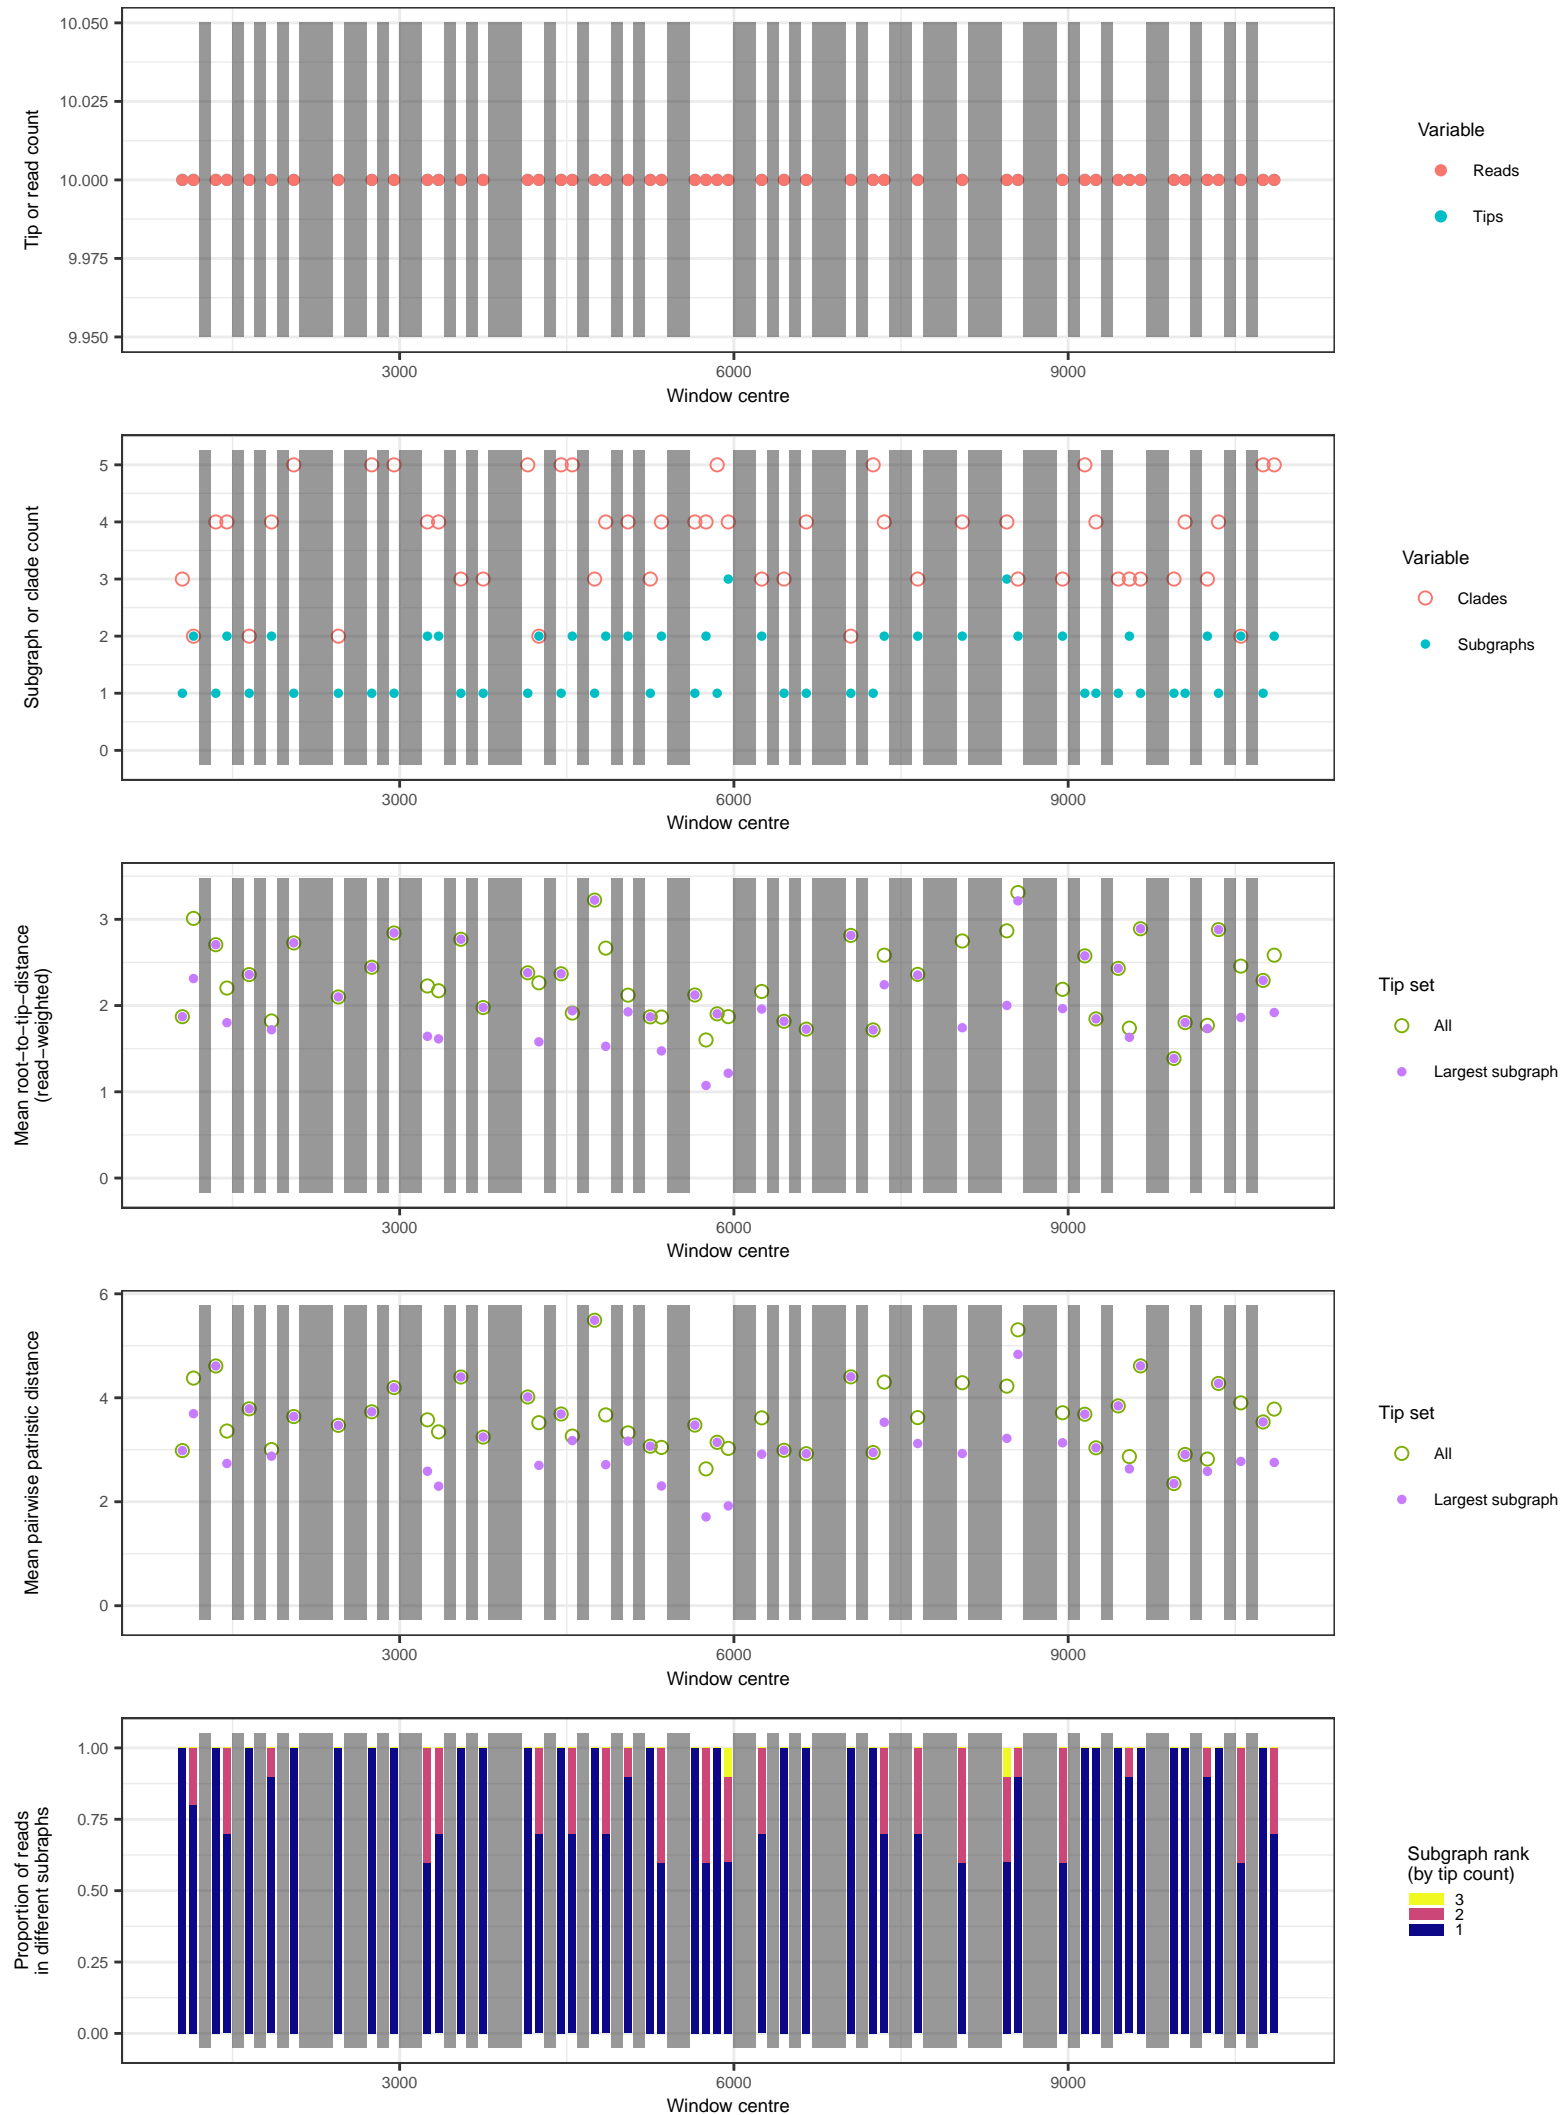 10.050
10.025
10.000
9.975
9.950
Tip or read count
3000
6000
9000
Window centre
Variable
Reads
Tips
5
4
3
2
1
0
Subgraph or clade count
3000
6000
9000
Window centre
Variable
Clades
Subgraphs
3
2
1
0
Mean root−to−tip−distance
(read−weighted)
3000
6000
9000
Window centre
Tip set
All
Largest subgraph
6
4
2
0
Mean pairwise patristic distance
3000
6000
9000
Window centre
Tip set
All
Largest subgraph
1.00
0.75
0.50
0.25
0.00
Proportion of reads
in different subraphs
3000
6000
9000
Window centre
Subgraph rank
(by tip count)
3
2
1